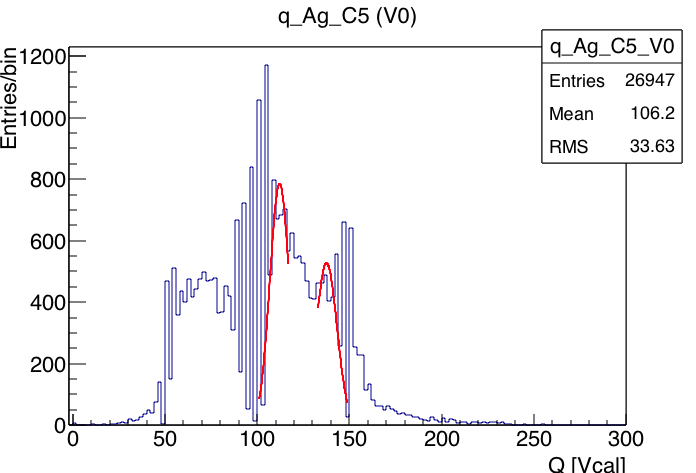 q_Ag_C5 (V0)
q_Ag_C5_V0
Entries 26947
Mean 106.2
RMS 33.63
Entries/bin
1200
1000
800
600
400
200
0
0 50 100 150 200 250 300
Q [Vcal]